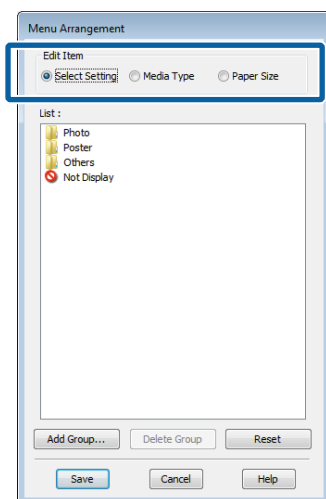 Menu Arrangement
Edit Item
Select Setting Media Type Paper Size
List :
Photo
Poster
Others
Not Display
Add Group... Delete Group Reset
Save Cancel Help